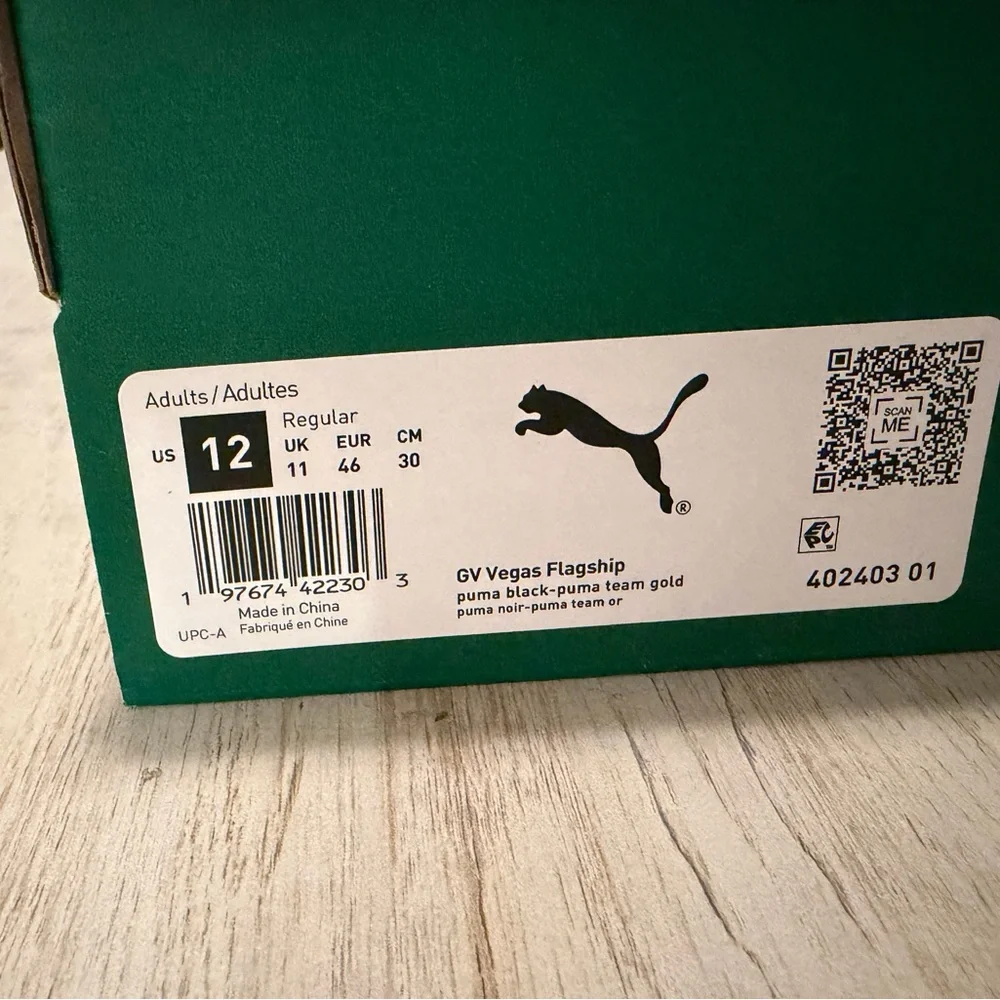 Adults / Adultes
Regular
US 12 UK EUR CM
11 46 30
1 97674 42230 3
Made in China
UPC-A Fabriqué en Chine
®
GV Vegas Flagship
puma black-puma team gold
puma noir-puma team or
SCAN
ME
EPC
™
402403 01